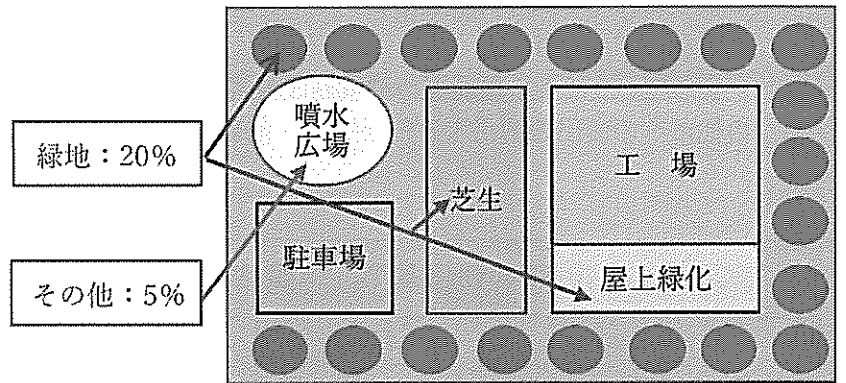 緑地：20%
その他：5%
噴水
広場
駐車場
芝生
工 場
屋上緑化